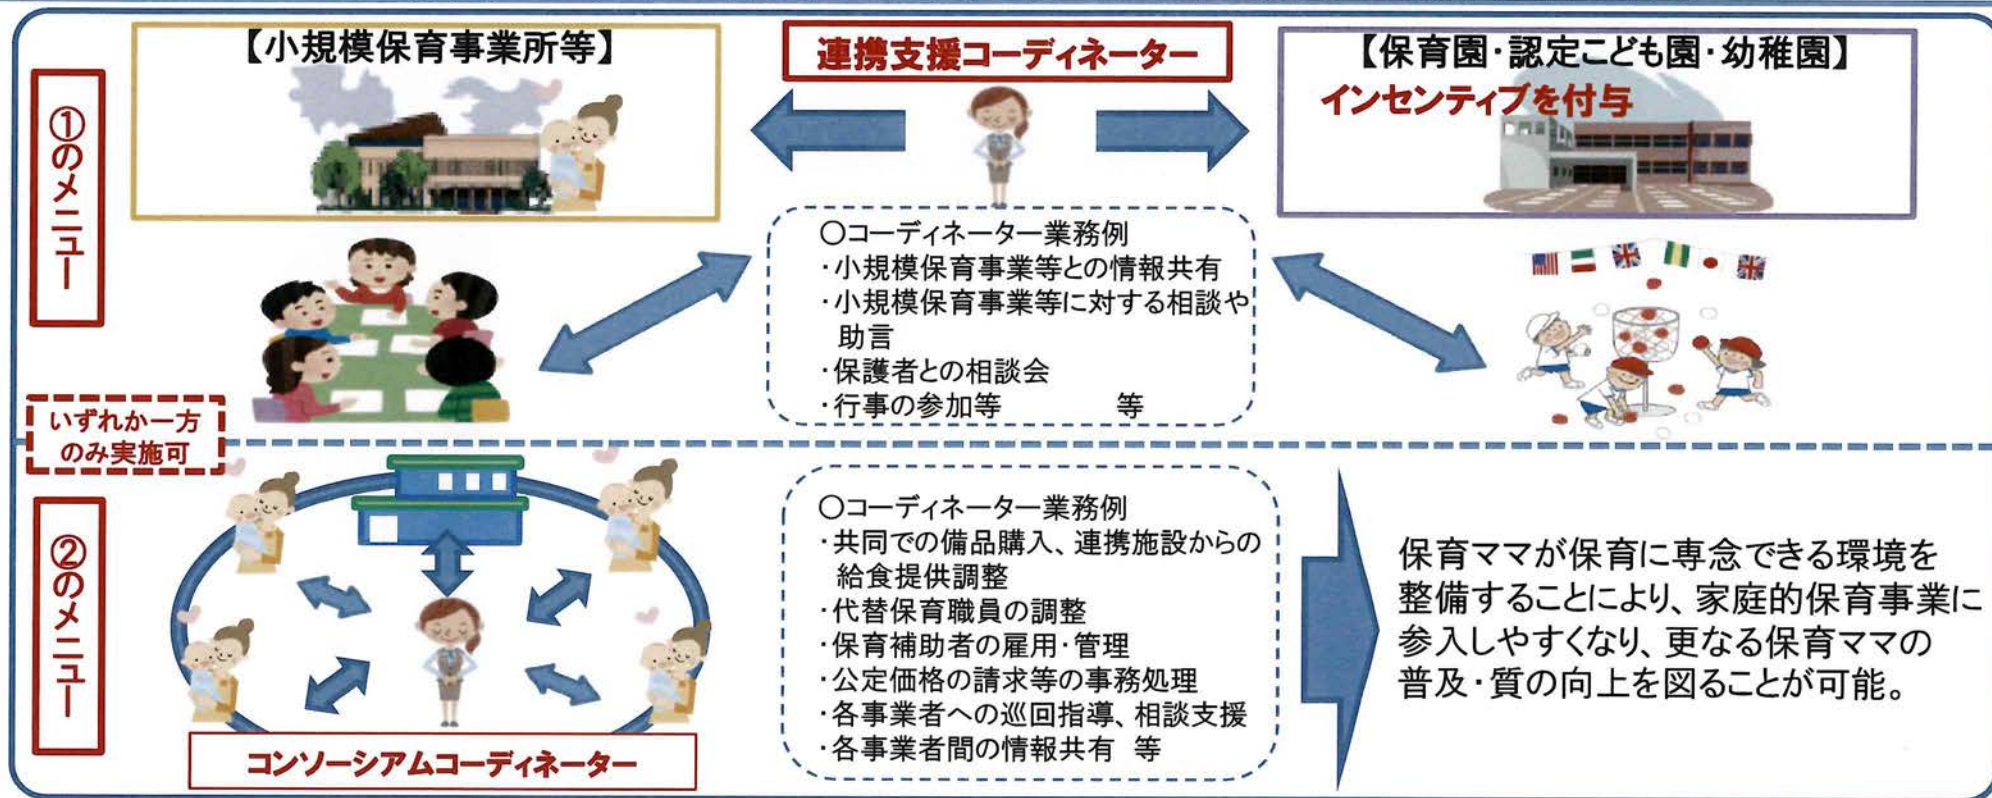 ①のメニュー
【小規模保育事業所等】
連携支援コーディネーター
【保育園・認定こども園・幼稚園】
インセンティブを付与
○コーディネーター業務例
・小規模保育事業等との情報共有
・小規模保育事業等に対する相談や
助言
・保護者との相談会
・行事の参加等 等
いずれか一方
のみ実施可
②のメニュー
コンソーシアムコーディネーター
○コーディネーター業務例
・共同での備品購入、連携施設からの
給食提供調整
・代替保育職員の調整
・保育補助者の雇用・管理
・公定価格の請求等の事務処理
・各事業者への巡回指導、相談支援
・各事業者間の情報共有 等
保育ママが保育に専念できる環境を
整備することにより、家庭的保育事業に
参入しやすくなり、更なる保育ママの
普及・質の向上を図ることが可能。